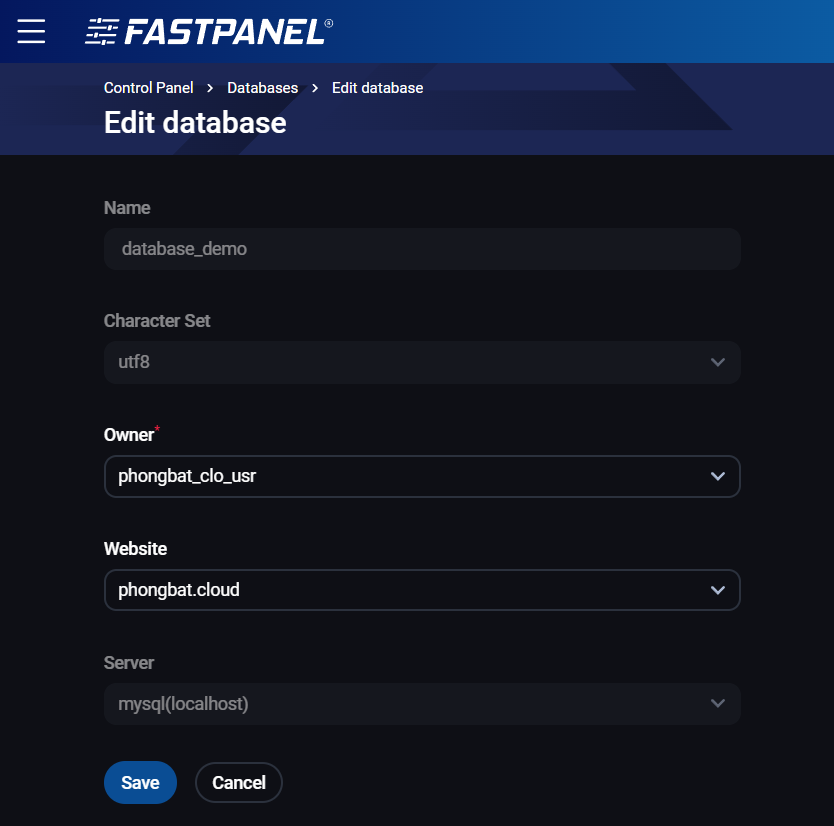 FASTPANEL®
Control Panel > Databases > Edit database
Edit database
Name
database_demo
Character Set
utf8
Owner*
phongbat_clo_usr
Website
phongbat.cloud
Server
mysql(localhost)
Save Cancel